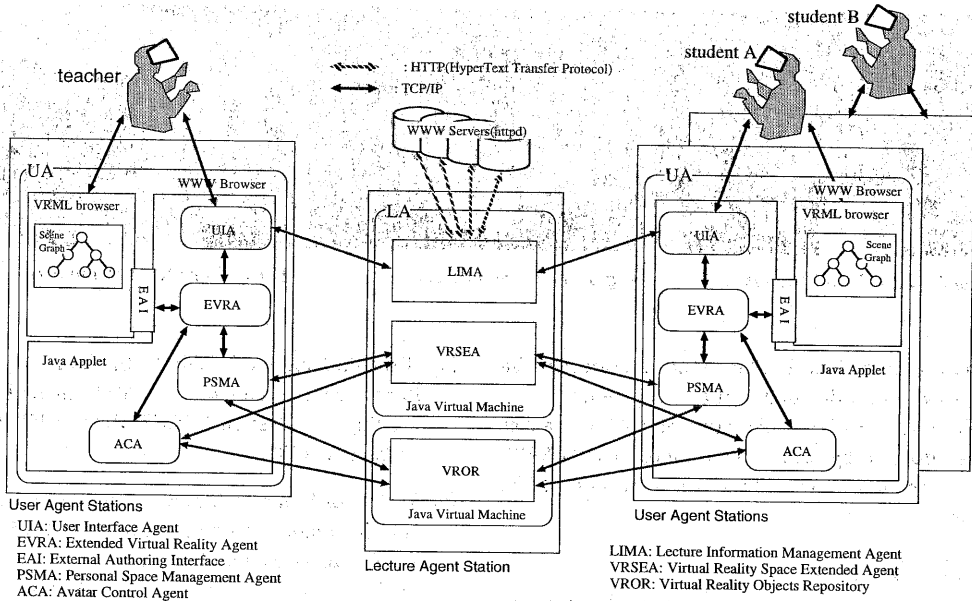 student B
student A
teacher
: HTTP(HyperText Transfer Protocol)
: TCP/IP
WWW Servers(httpd)
UA
WWW Browser
VRML browser
Scene
Graph
UIA
EAI
EVRA
Java Applet
PSMA
ACA
User Agent Stations
LA
LIMA
VRSEA
Java Virtual Machine
VROR
Java Virtual Machine
Lecture Agent Station
UA
WWW Browser
VRML browser
Scene
Graph
UIA
EAI
EVRA
Java Applet
PSMA
ACA
User Agent Stations
UIA: User Interface Agent
EVRA: Extended Virtual Reality Agent
EAI: External Authoring Interface
PSMA: Personal Space Management Agent
ACA: Avatar Control Agent
LIMA: Lecture Information Management Agent
VRSEA: Virtual Reality Space Extended Agent
VROR: Virtual Reality Objects Repository